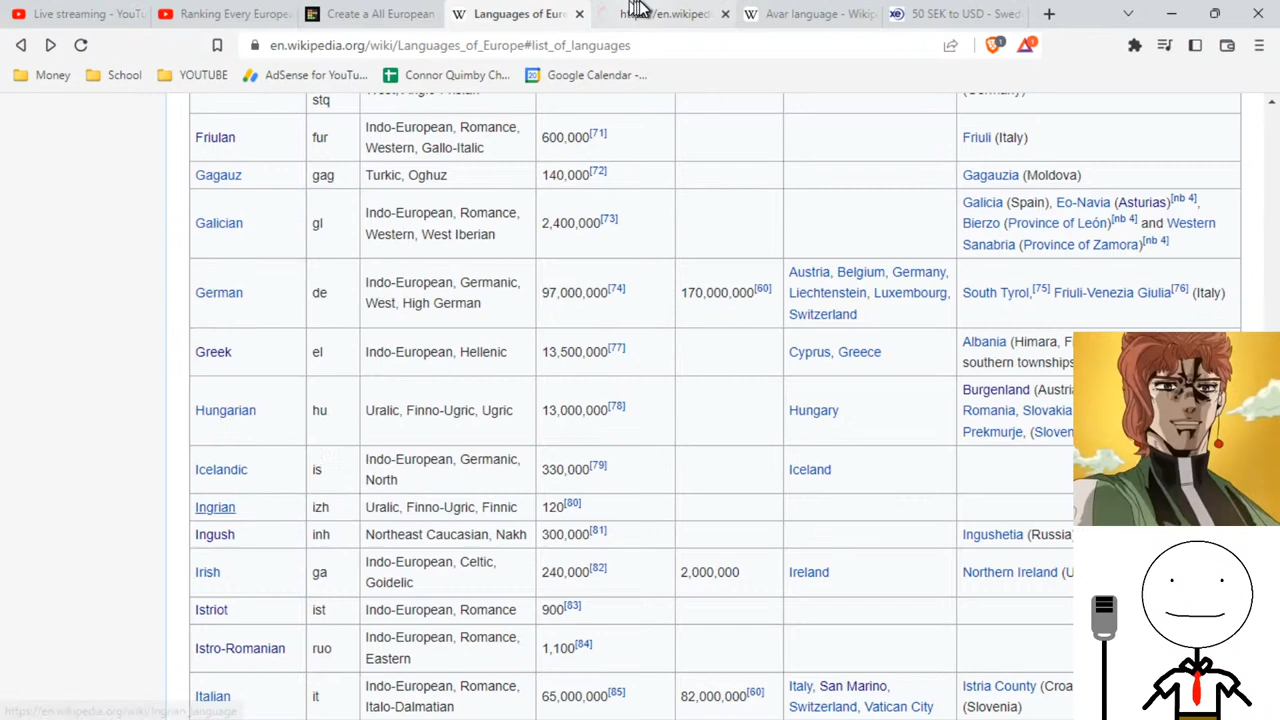 Live streaming - YouTu
Ranking Every Europe
Create a All European
Languages of Eur
en.wikiped
Avar language - Wikip
50 SEK to USD - Swed
en.wikipedia.org/wiki/Languages_of_Europe#list_of_languages
Money
School
YOUTUBE
AdSense for YouTu...
Connor Quimby Ch...
Google Calendar -...
stq
(Germany)
Friulan fur Indo-European, Romance, 600,000[71] Friuli (Italy)
Western, Gallo-Italic
Gagauz gag Turkic, Oghuz 140,000[72] Gagauzia (Moldova)
Galician gl Indo-European, Romance, 2,400,000[73] Galicia (Spain), Eo-Navia (Asturias)[nb 4],
Western, West Iberian Bierzo (Province of León)[nb 4] and Western
Sanabria (Province of Zamora)[nb 4]
German de Indo-European, Germanic, 97,000,000[74] 170,000,000[60] Austria, Belgium, Germany, South Tyrol,[75] Friuli-Venezia Giulia[76] (Italy)
West, High German Liechtenstein, Luxembourg,
Switzerland
Greek el Indo-European, Hellenic 13,500,000[77] Cyprus, Greece Albania (Himara, F
southern townships
Hungarian hu Uralic, Finno-Ugric, Ugric 13,000,000[78] Hungary Burgenland (Austria
Romania, Slovakia
Prekmurje, (Sloven
Icelandic is Indo-European, Germanic, 330,000[79] Iceland
North
Ingrian izh Uralic, Finno-Ugric, Finnic 120[80]
Ingush inh Northeast Caucasian, Nakh 300,000[81] Ingushetia (Russia
Irish ga Indo-European, Celtic, 240,000[82] 2,000,000 Ireland Northern Ireland (U
Goidelic
Istriot ist Indo-European, Romance 900[83]
Istro-Romanian ruo Indo-European, Romance, 1,100[84]
Eastern
Italian it Indo-European, Romance, 65,000,000[85] 82,000,000[60] Italy, San Marino, Istria County (Croa
Italo-Dalmatian Switzerland, Vatican City (Slovenia)
https://en.wikipedia.org/wiki/Ingrian_language